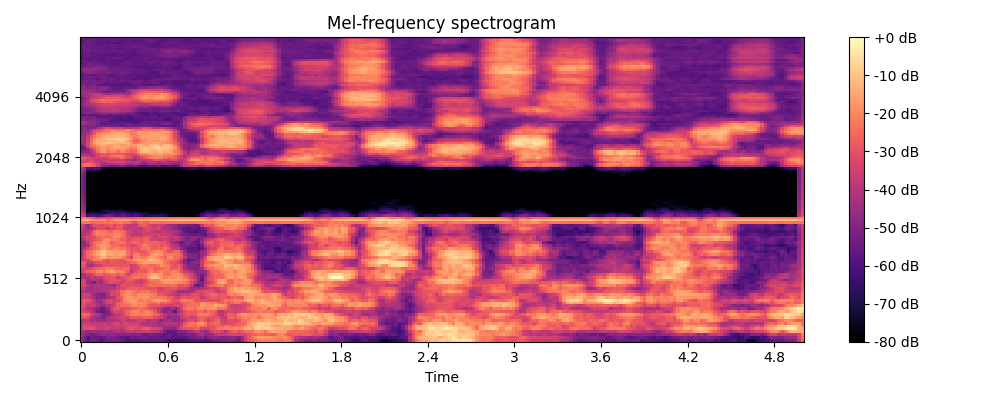 Mel-frequency spectrogram
Hz
4096
2048
1024
512
0
0 0.6 1.2 1.8 2.4 3 3.6 4.2 4.8
Time
+0 dB
-10 dB
-20 dB
-30 dB
-40 dB
-50 dB
-60 dB
-70 dB
-80 dB